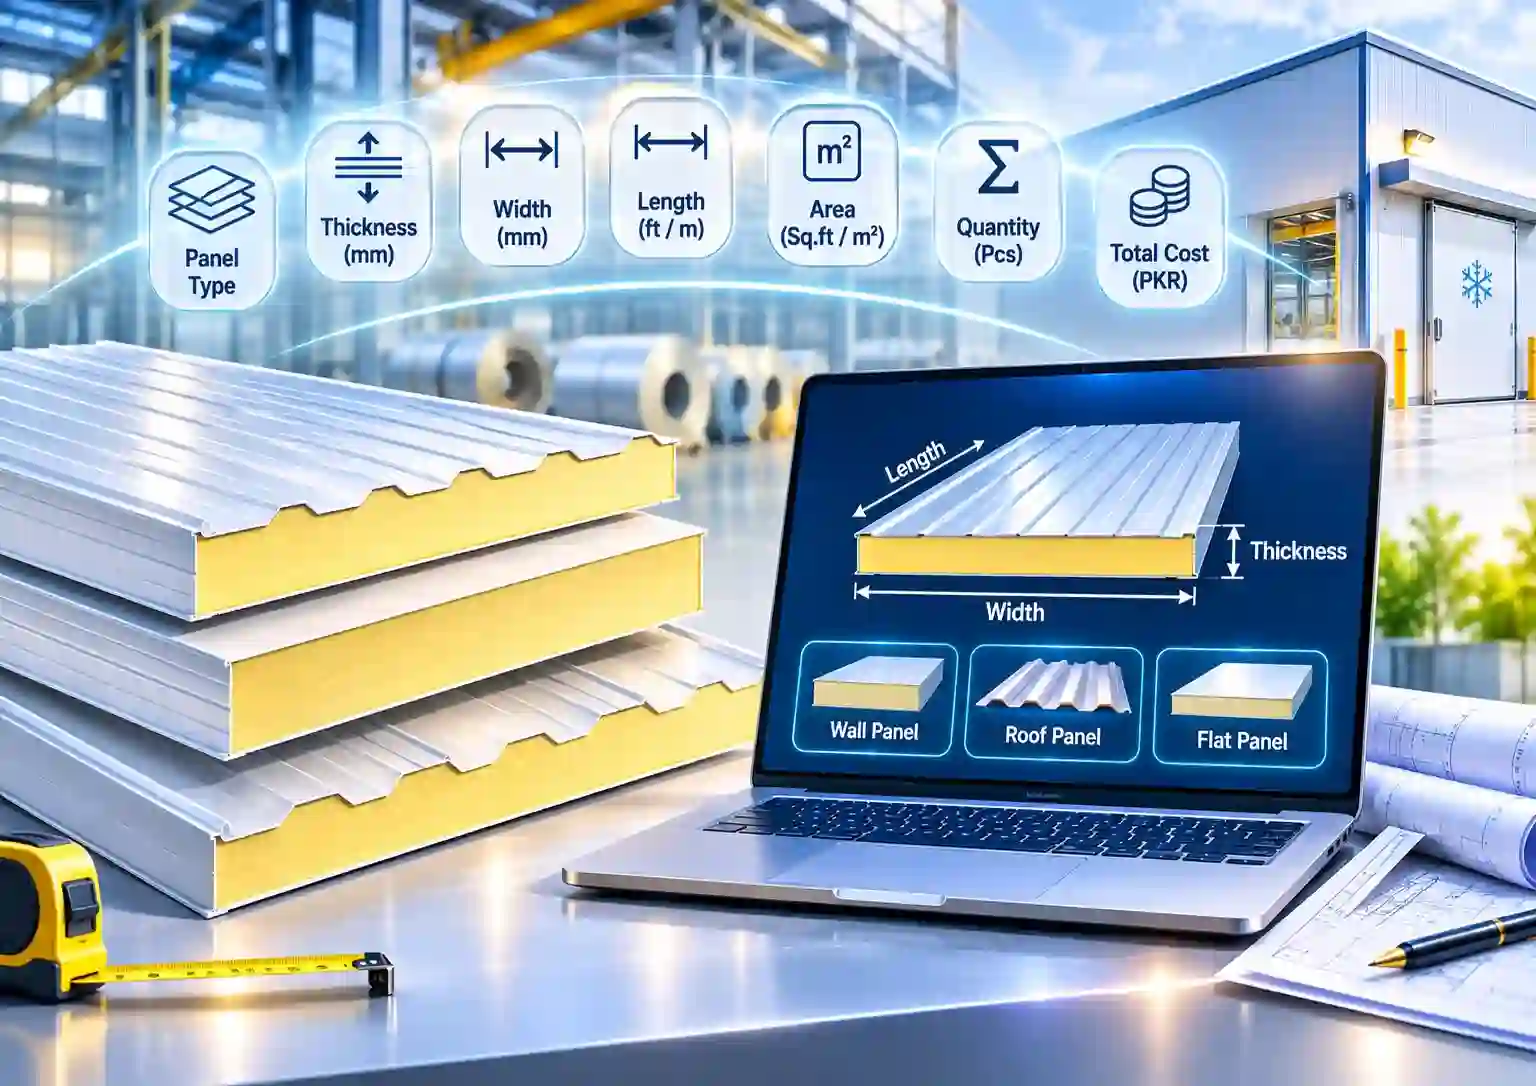 Panel
Type
Thickness
(mm)
Width
(mm)
Length
(ft / m)
m²
Area
(Sq.ft / m²)
Σ
Quantity
(Pcs)
Total Cost
(PKR)
Length
Thickness
Width
Wall Panel
Roof Panel
Flat Panel